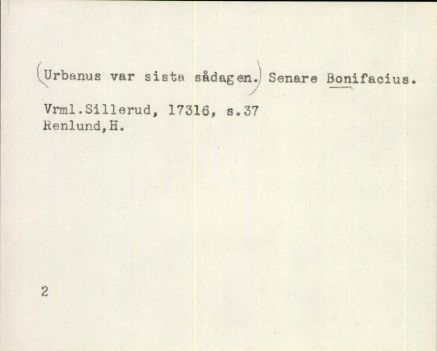 (Urbanus var sista sådagen.) Senare Bonifacius.
Vrml.Sillerud, 17316, s.37
Renlund,H.
2